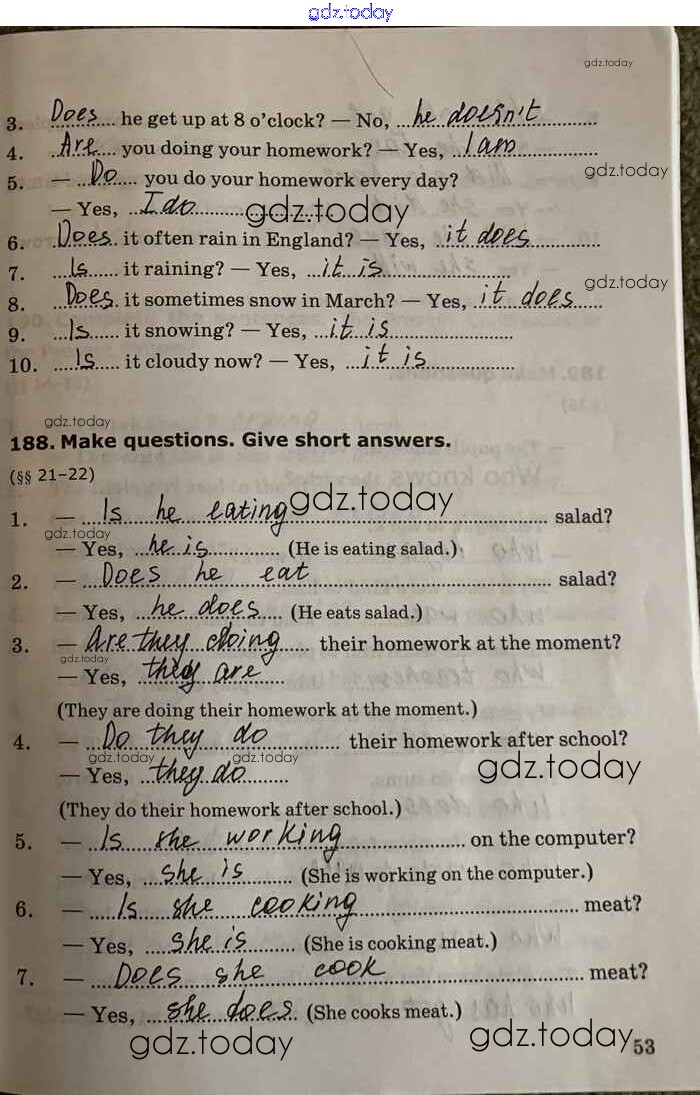 gdz.today
gdz.today
3. Does he get up at 8 o'clock? — No, he doesn't
4. Are you doing your homework? — Yes, I am
gdz.today
5. — Do you do your homework every day?
— Yes, I do
gdz.today
6. Does it often rain in England? — Yes, it does
7. Is it raining? — Yes, it is
gdz.today
8. Does it sometimes snow in March? — Yes, it does
9. Is it snowing? — Yes, it is
10. Is it cloudy now? — Yes, it is
gdz.today
188. Make questions. Give short answers.
(§§ 21–22)
gdz.today
1. — Is he eating salad?
gdz.today
— Yes, he is (He is eating salad.)
2. — Does he eat salad?
— Yes, he does (He eats salad.)
3. — Are they doing their homework at the moment?
gdz.today
— Yes, they are
(They are doing their homework at the moment.)
4. — Do they do their homework after school?
gdz.today gdz.today gdz.today
— Yes, they do
(They do their homework after school.)
5. — Is she working on the computer?
— Yes, she is (She is working on the computer.)
6. — Is she cooking meat?
— Yes, she is (She is cooking meat.)
7. — Does she cook meat?
— Yes, she does. (She cooks meat.)
gdz.today gdz.today
53